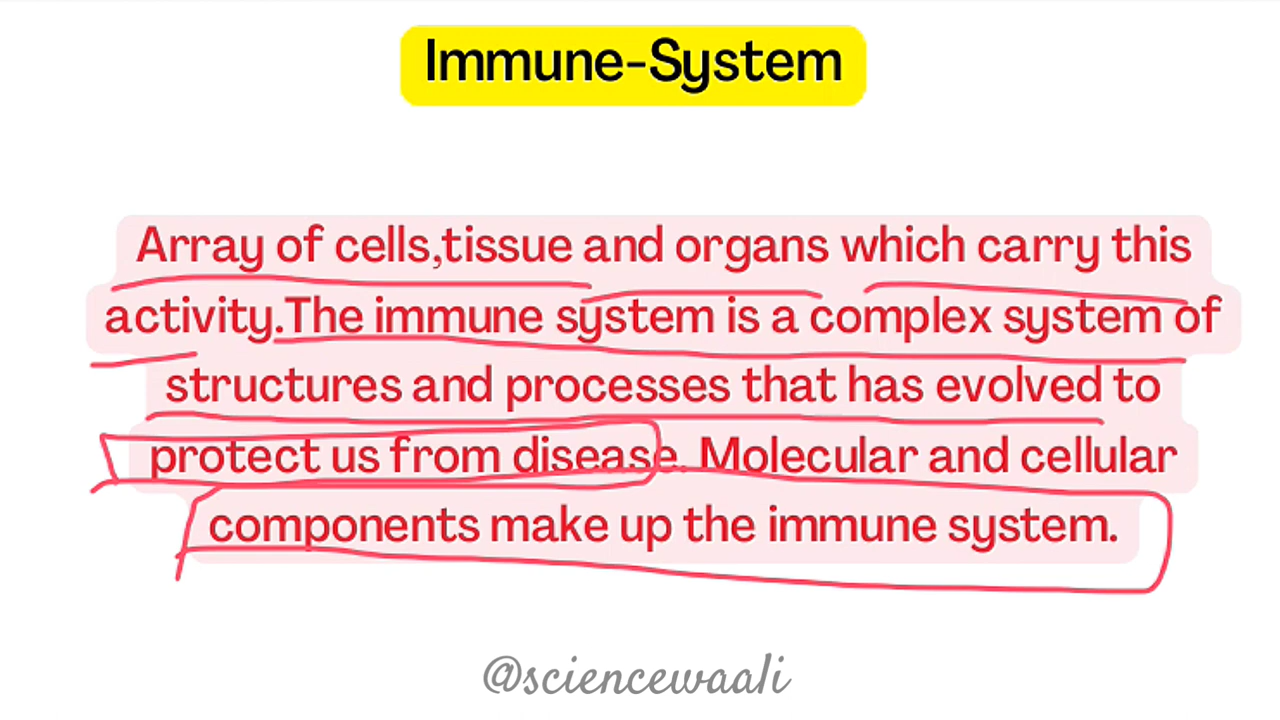 Immune-System
Array of cells,tissue and organs which carry this
activity.The immune system is a complex system of
structures and processes that has evolved to
protect us from disease. Molecular and cellular
components make up the immune system.
@sciencewaali